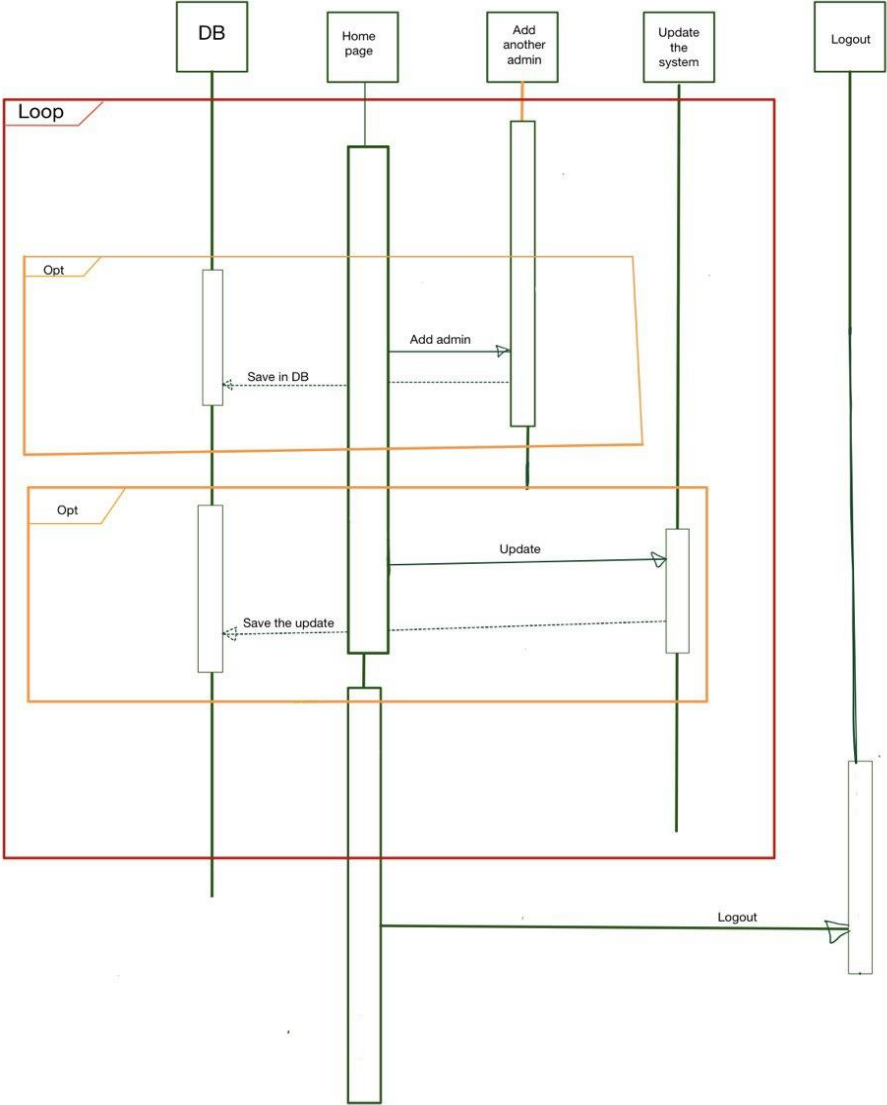 DB
Home
page
Add
another
admin
Update
the
system
Logout
Loop
Opt
Add admin
Save in DB
Opt
Update
Save the update
Logout